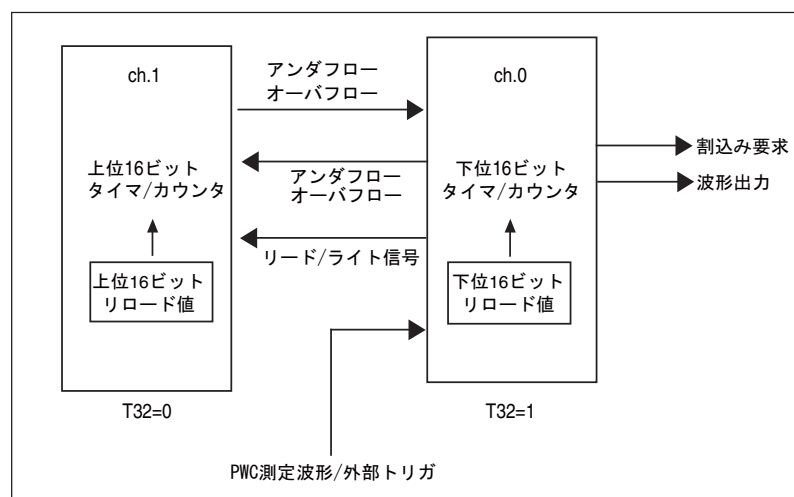 ch.1
上位16ビット
タイマ/カウンタ
上位16ビット
リロード値
T32=0
アンダフロー
オーバフロー
アンダフロー
オーバフロー
リード/ライト信号
ch.0
下位16ビット
タイマ/カウンタ
下位16ビット
リロード値
T32=1
割込み要求
波形出力
PWC測定波形/外部トリガ